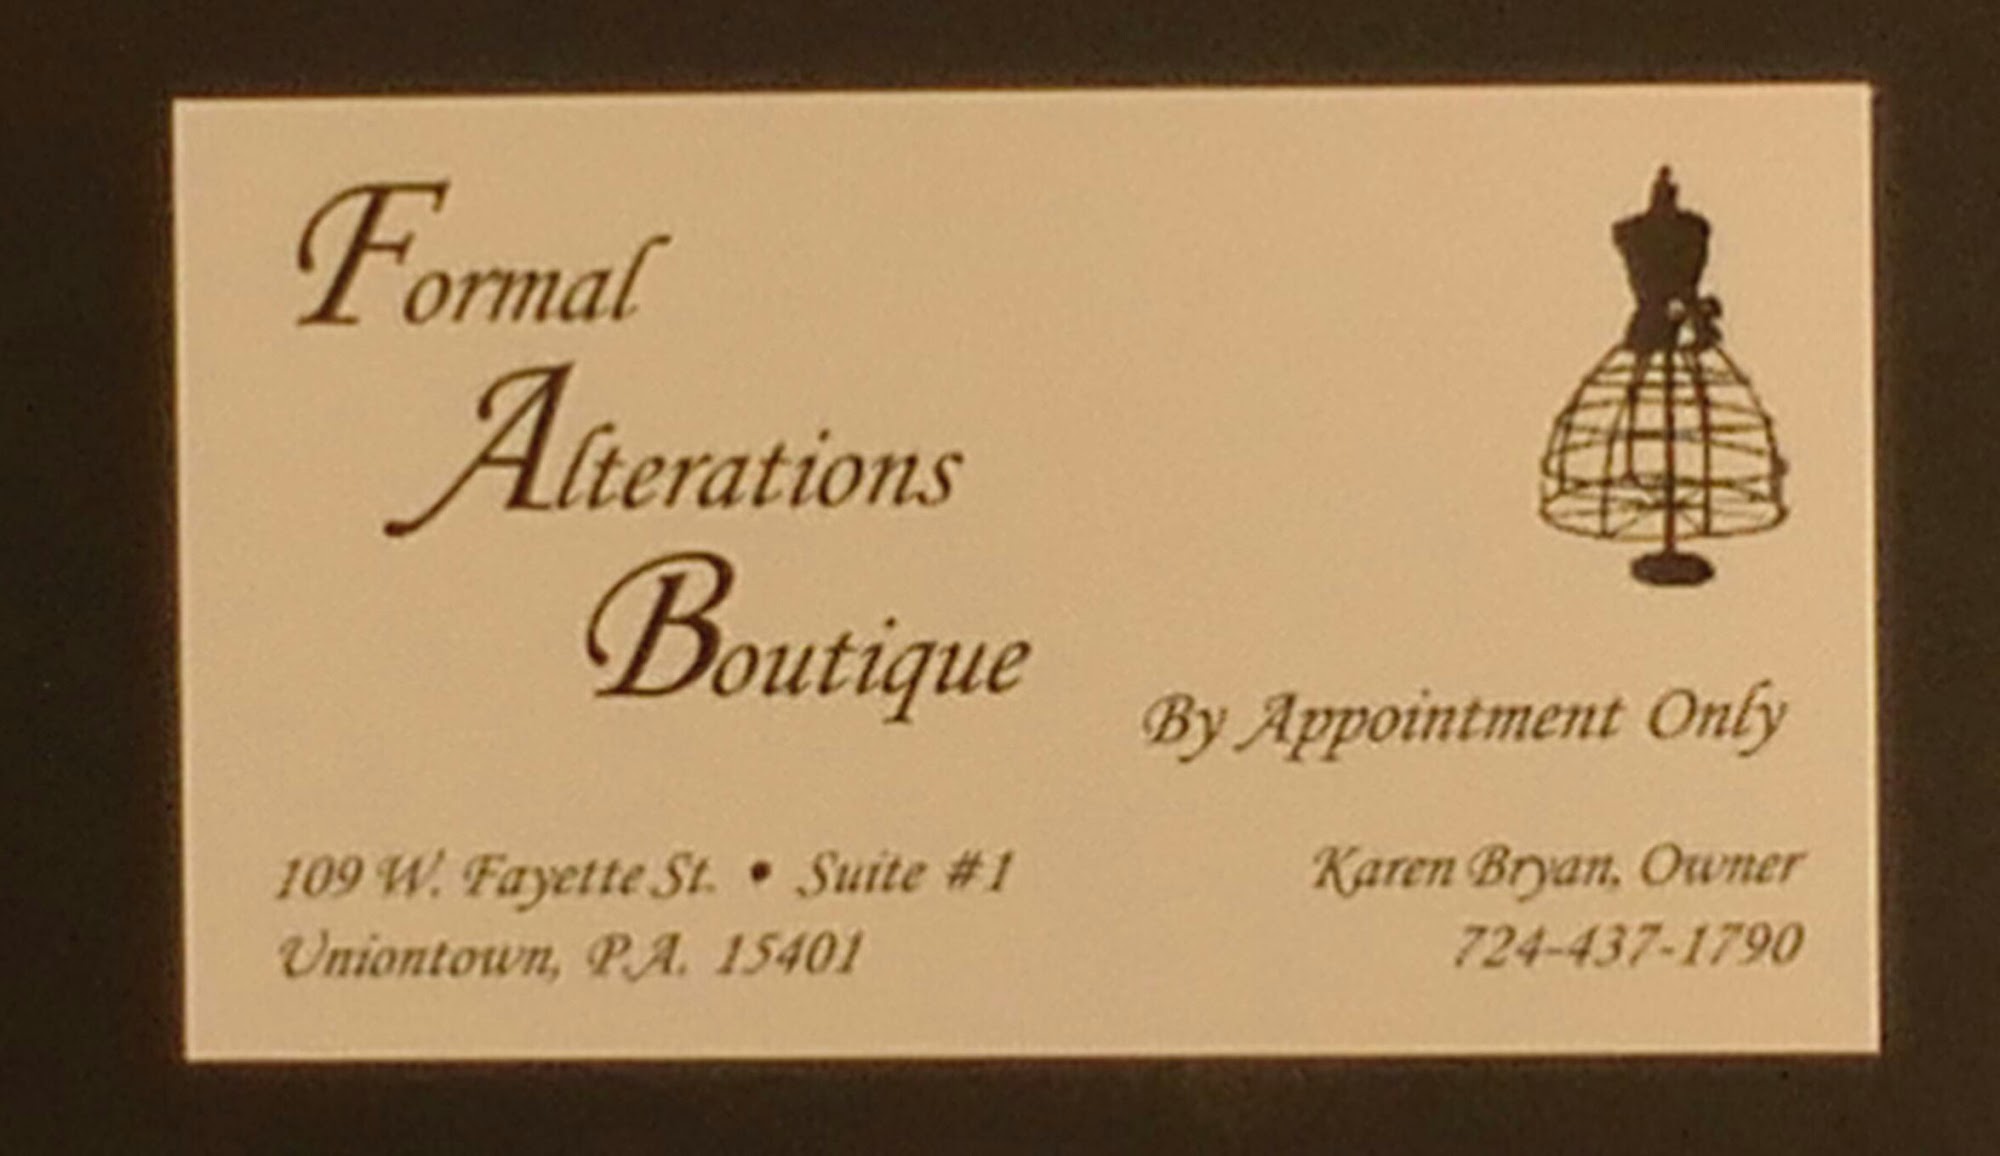 Formal
Alterations
Boutique
By Appointment Only
109 W. Fayette St. • Suite #1
Uniontown, P.A. 15401
Karen Bryan, Owner
724-437-1790